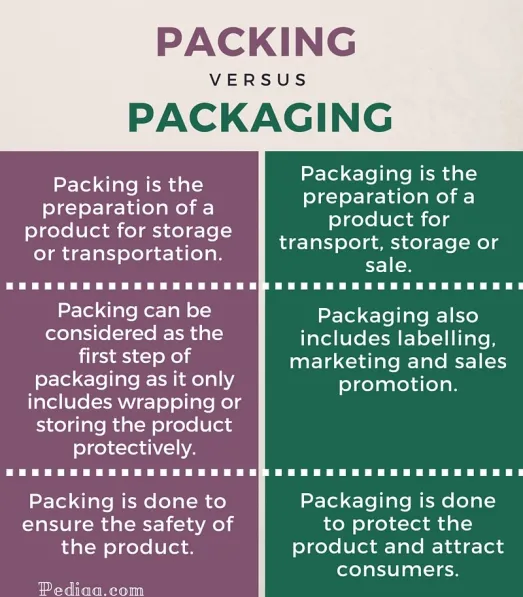 PACKING
VERSUS
PACKAGING
Packing is the
preparation of a
product for storage
or transportation.
Packaging is the
preparation of a
product for
transport, storage or
sale.
Packing can be
considered as the
first step of
packaging as it only
includes wrapping or
storing the product
protectively.
Packaging also
includes labelling,
marketing and sales
promotion.
Packing is done to
ensure the safety of
the product.
Packaging is done
to protect the
product and attract
consumers.
Pediaa.com